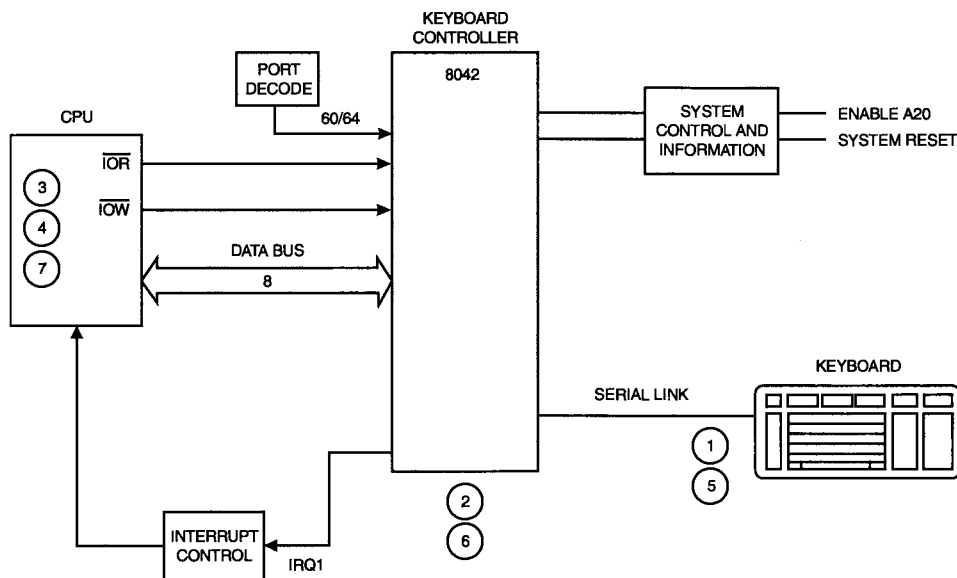 KEYBOARD
CONTROLLER
8042
PORT
DECODE
60/64
CPU
IOR
IOW
3
4
7
DATA BUS
8
SYSTEM
CONTROL AND
INFORMATION
ENABLE A20
SYSTEM RESET
KEYBOARD
SERIAL LINK
1
5
2
6
INTERRUPT
CONTROL
IRQ1